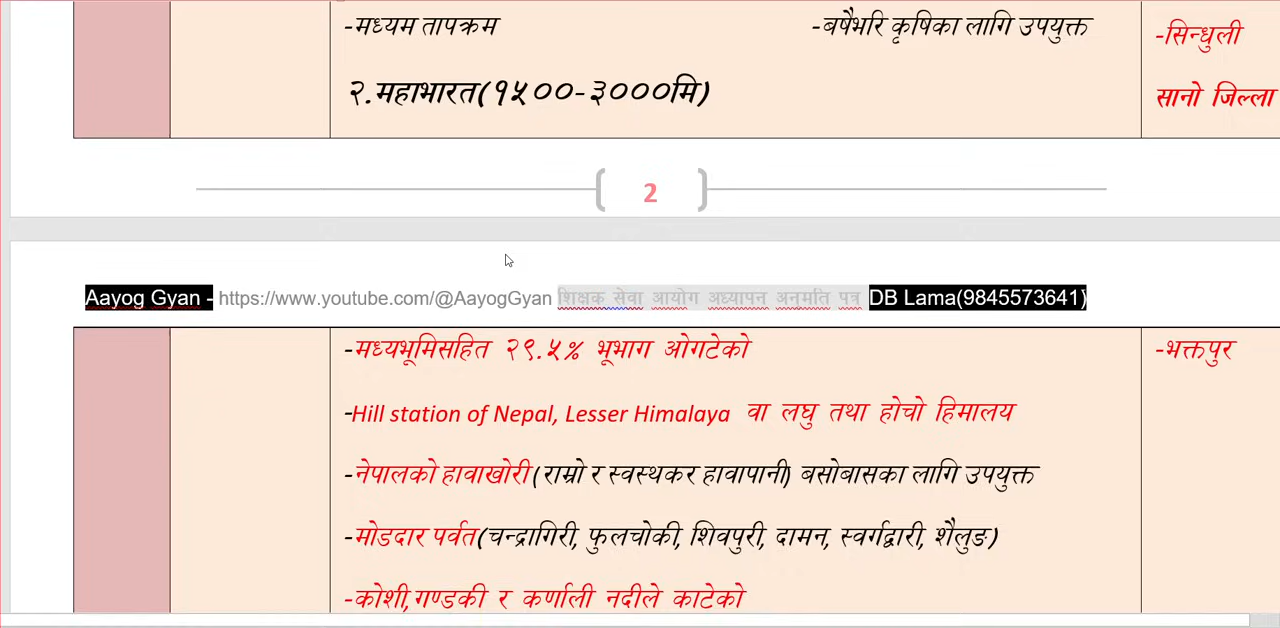 -मध्यम तापक्रम
-बर्षैभरि कृषिका लागि उपयुक्त
-सिन्धुली
२.महाभारत(१५००-३०००मि)
सानो जिल्ला
2
Aayog Gyan - https://www.youtube.com/@AayogGyan शिक्षक सेवा आयोग अध्यापन अनुमति पत्र DB Lama(9845573641)
-मध्यभूमिसहित २९.५% भूभाग ओगटेको
-भक्तपुर
-Hill station of Nepal, Lesser Himalaya वा लघु तथा होचो हिमालय
-नेपालको हावाखोरी(राम्रो र स्वस्थकर हावापानी) बसोबासका लागि उपयुक्त
-मोडदार पर्वत(चन्द्रागिरी, फुलचोकी, शिवपुरी, दामन, स्वर्गद्वारी, शैलुङ)
-कोशी,गण्डकी र कर्णाली नदीले काटेको